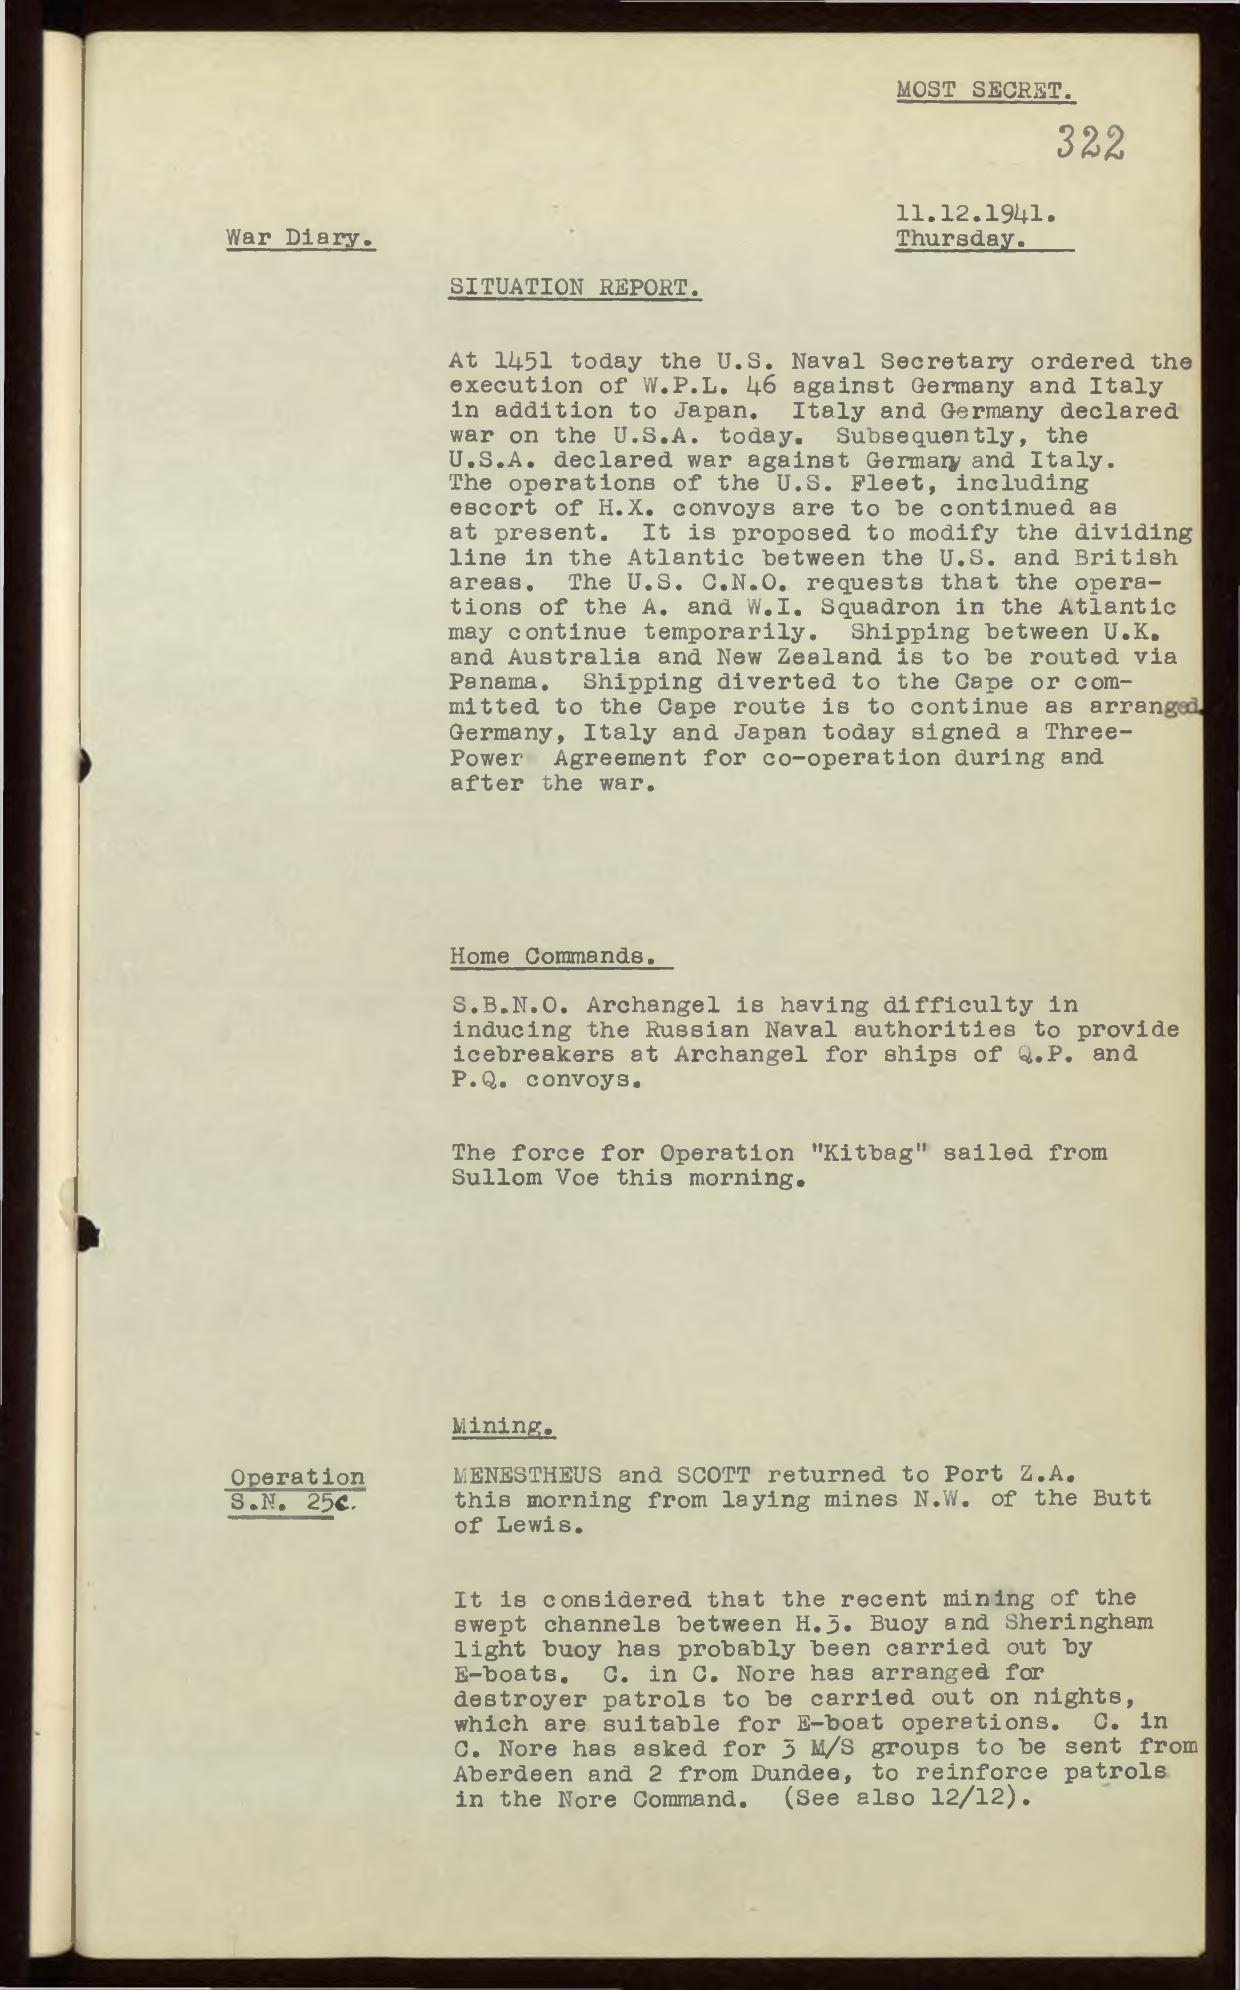 MOST SECRET.
322
11.12.1941.
War Diary.
Thursday.
SITUATION REPORT.
At 1451 today the U.S. Naval Secretary ordered the
execution of W.P.L. 46 against Germany and Italy
in addition to Japan. Italy and Germany declared
war on the U.S.A. today. Subsequently, the
U.S.A. declared war against Germany and Italy.
The operations of the U.S. Fleet, including
escort of H.X. convoys are to be continued as
at present. It is proposed to modify the dividing
line in the Atlantic between the U.S. and British
areas. The U.S. C.N.O. requests that the opera-
tions of the A. and W.I. Squadron in the Atlantic
may continue temporarily. Shipping between U.K.
and Australia and New Zealand is to be routed via
Panama. Shipping diverted to the Cape or com-
mitted to the Cape route is to continue as arranged.
Germany, Italy and Japan today signed a Three-
Power Agreement for co-operation during and
after the war.
Home Commands.
S.B.N.O. Archangel is having difficulty in
inducing the Russian Naval authorities to provide
icebreakers at Archangel for ships of Q.P. and
P.Q. convoys.
The force for Operation "Kitbag" sailed from
Sullom Voe this morning.
Mining.
Operation
S.N. 25C.
MENESTHEUS and SCOTT returned to Port Z.A.
this morning from laying mines N.W. of the Butt
of Lewis.
It is considered that the recent mining of the
swept channels between H.3. Buoy and Sheringham
light buoy has probably been carried out by
E-boats. C. in C. Nore has arranged for
destroyer patrols to be carried out on nights,
which are suitable for E-boat operations. C. in
C. Nore has asked for 3 M/S groups to be sent from
Aberdeen and 2 from Dundee, to reinforce patrols
in the Nore Command. (See also 12/12).